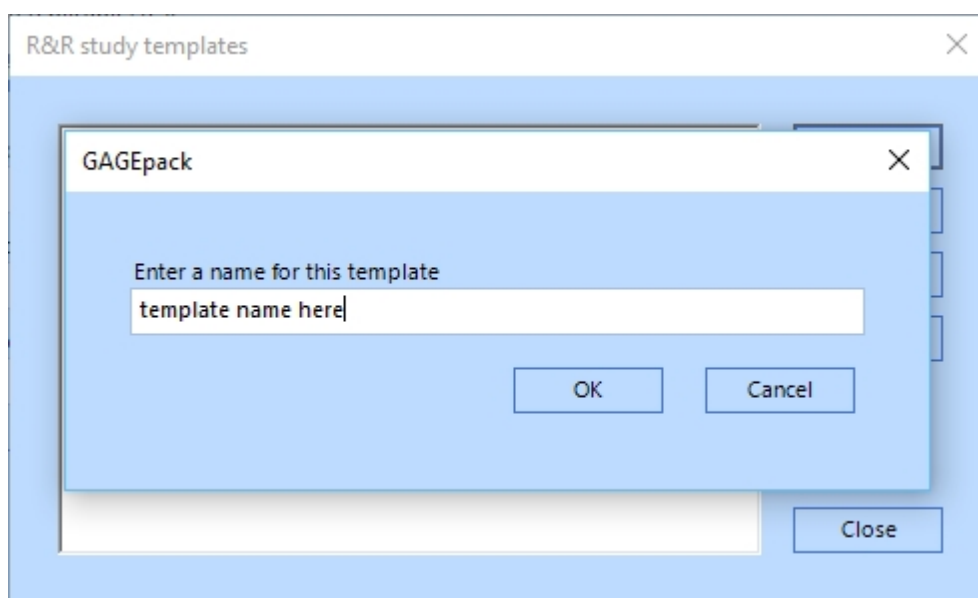 R&R study templates
GAGEpack
Enter a name for this template
template name here
OK
Cancel
Close